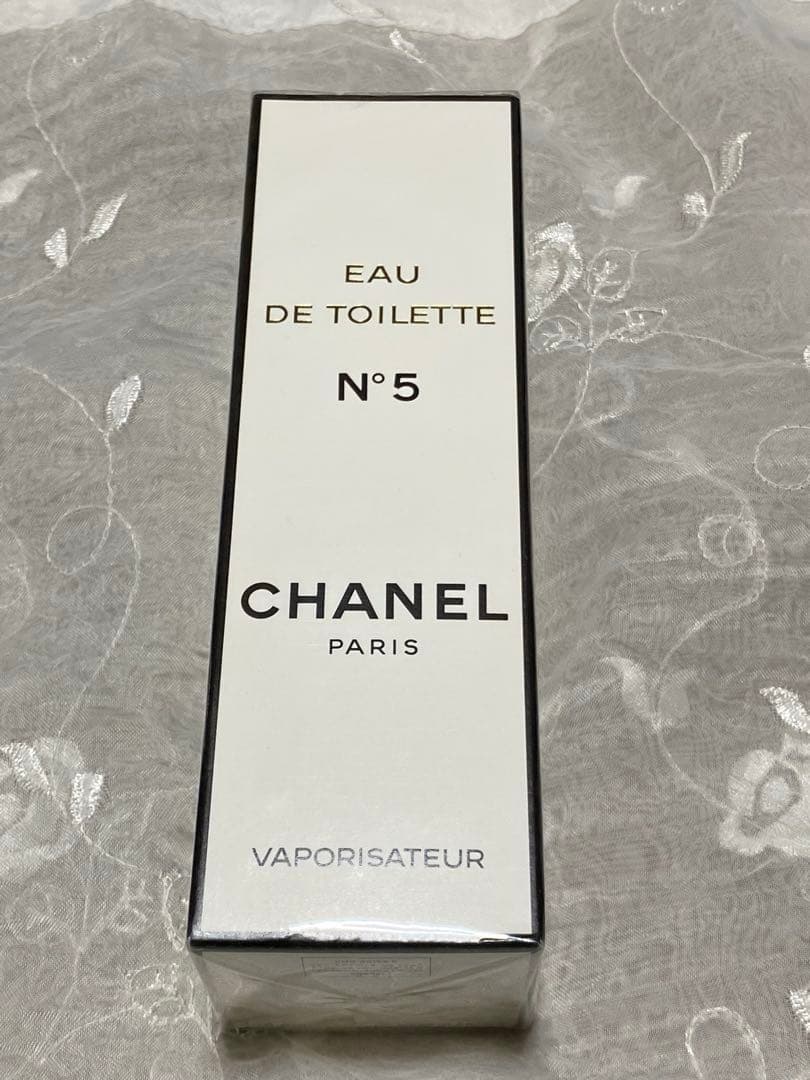 EAU
DE TOILETTE
N°5
CHANEL
PARIS
VAPORISATEUR